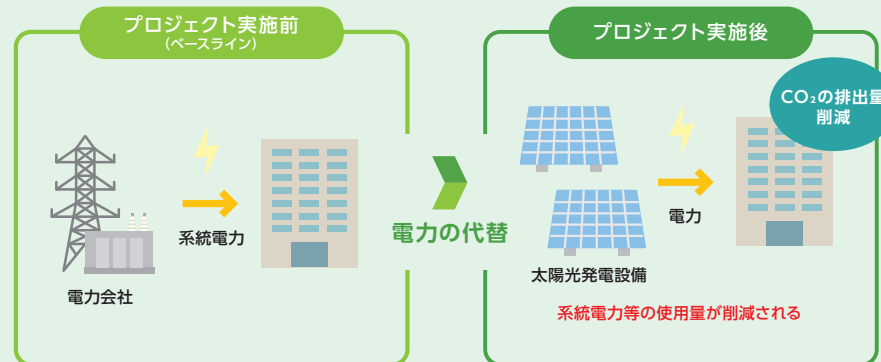 プロジェクト実施前
(ベースライン)
系統電力
電力会社
電力の代替
プロジェクト実施後
CO₂の排出量
削減
電力
太陽光発電設備
系統電力等の使用量が削減される